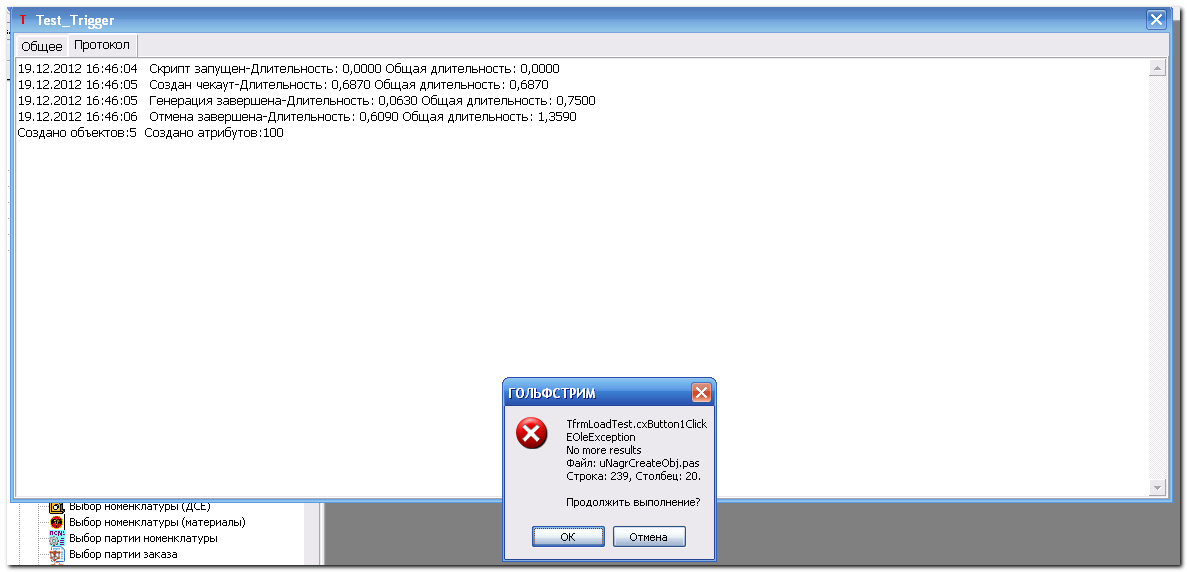 Test_Trigger
Общее Протокол
19.12.2012 16:46:04 Скрипт запущен-Длительность: 0,0000 Общая длительность: 0,0000
19.12.2012 16:46:05 Создан чекаут-Длительность: 0,6870 Общая длительность: 0,6870
19.12.2012 16:46:05 Генерация завершена-Длительность: 0,0630 Общая длительность: 0,7500
19.12.2012 16:46:06 Отмена завершена-Длительность: 0,6090 Общая длительность: 1,3590
Создано объектов:5 Создано атрибутов:100
ГОЛЬФСТРИМ
TfrmLoadTest.cxButton1Click
EOleException
No more results
Файл: uNagrCreateObj.pas
Строка: 239, Столбец: 20.
Продолжить выполнение?
OK Отмена
Выбор номенклатуры (ДСЕ)
Выбор номенклатуры (материалы)
Выбор партии номенклатуры
Выбор партии заказа